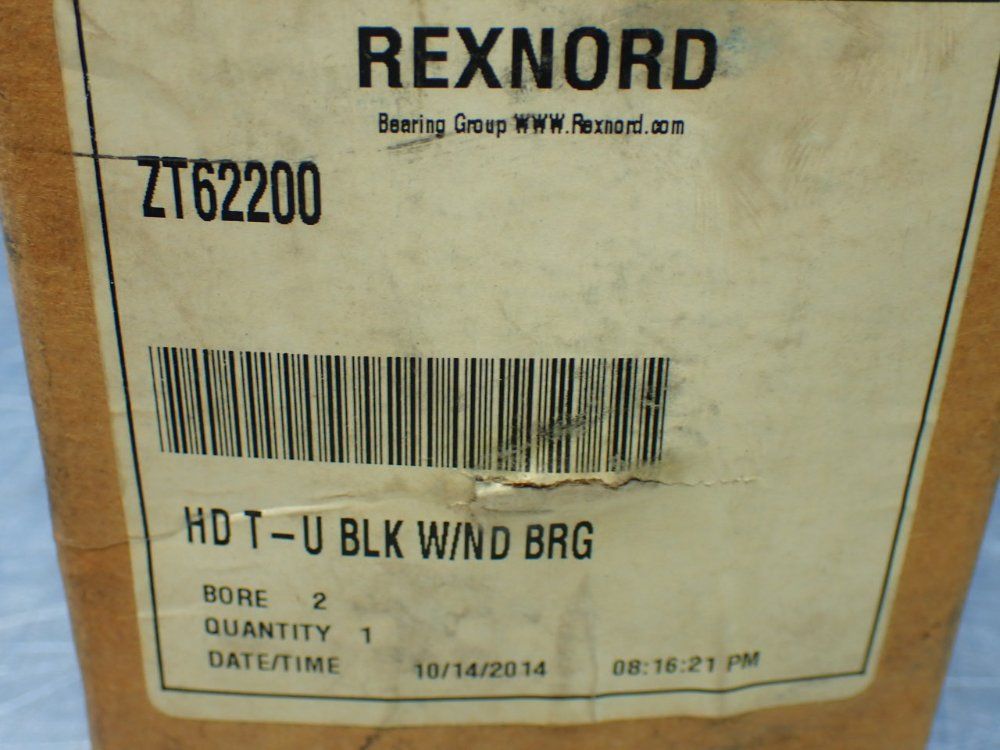 REXNORD
Bearing Group WWW.Rexnord.com
ZT62200
HD T-U BLK W/ND BRG
BORE 2
QUANTITY 1
DATE/TIME 10/14/2014 08:16:21 PM